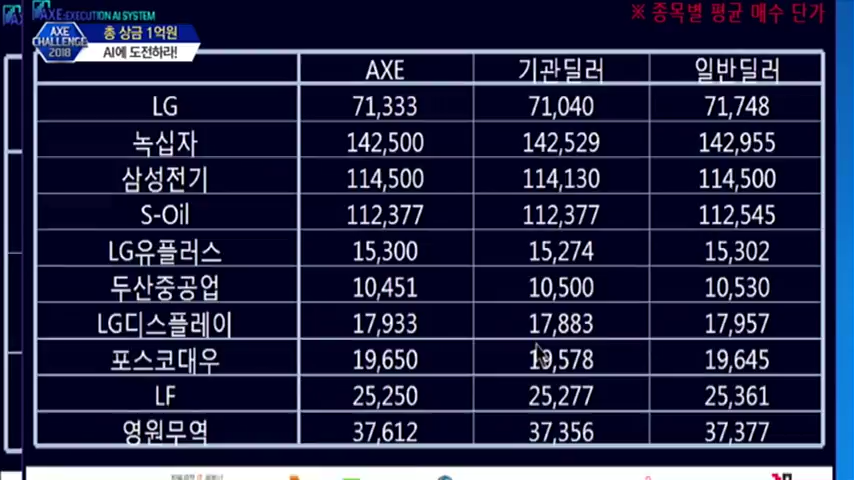 AXE:EXECUTION AI SYSTEM
※ 종목별 평균 매수 단가
AXE CHALLENGE 2018
총 상금 1억원
AI에 도전하라!
AXE 기관딜러 일반딜러
LG 71,333 71,040 71,748
녹십자 142,500 142,529 142,955
삼성전기 114,500 114,130 114,500
S-Oil 112,377 112,377 112,545
LG유플러스 15,300 15,274 15,302
두산중공업 10,451 10,500 10,530
LG디스플레이 17,933 17,883 17,957
포스코대우 19,650 19,578 19,645
LF 25,250 25,277 25,361
영원무역 37,612 37,356 37,377